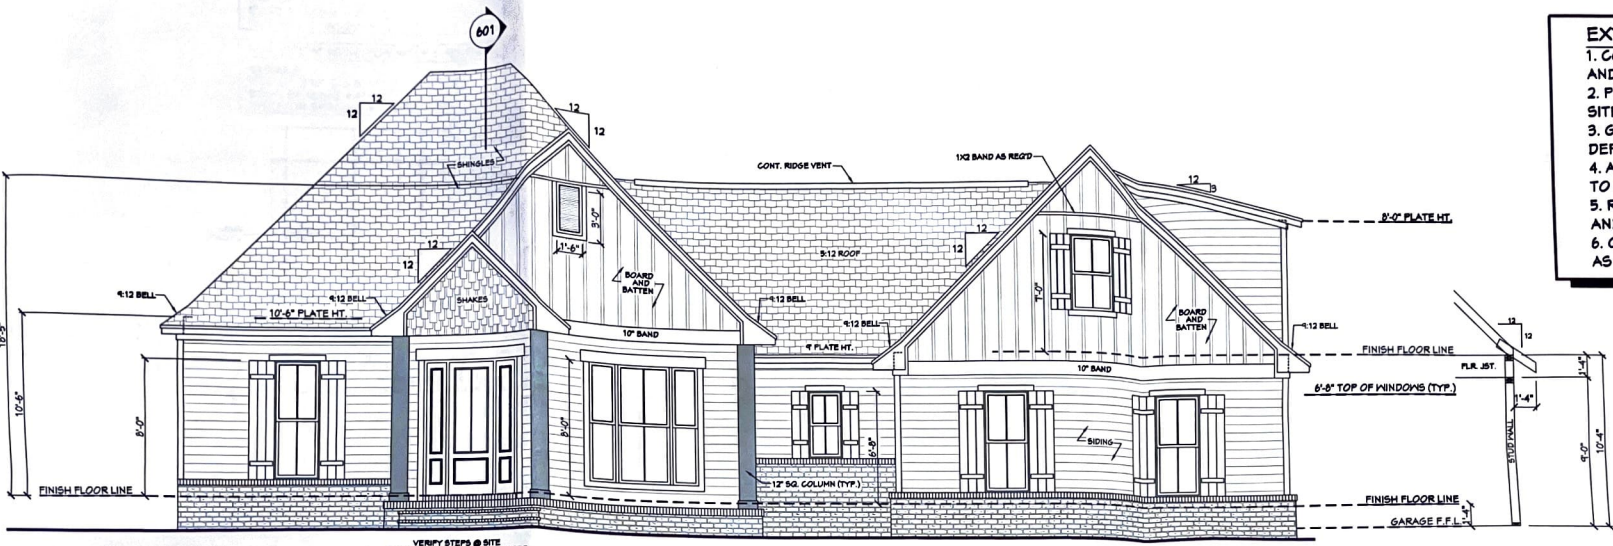 601
12
12
12
12
SHINGLES
CONT. RIDGE VENT
1X2 BAND AS REQ'D
12
3
8'-0" PLATE HT.
3'-0"
1'-6"
12
12
12
12
5:12 ROOF
BOARD
AND
BATTEN
SHAKES
9:12 BELL
9:12 BELL
10'-6" PLATE HT.
9:12 BELL
10" BAND
9' PLATE HT.
9:12 BELL
7'-0"
BOARD
AND
BATTEN
9:12 BELL
10" BAND
FINISH FLOOR LINE
6'-8" TOP OF WINDOWS (TYP.)
12
12
FLR. JST.
1'-4"
1'-4"
STUD WALL
9'-0"
10'-4"
10'-6"
8'-0"
8'-0"
6'-8"
SIDING
12" SQ. COLUMN (TYP.)
FINISH FLOOR LINE
FINISH FLOOR LINE
GARAGE F.F.L.
1'-4"
VERIFY STEPS @ SITE
1.
AND
2.
3.
4.
TO
5.
6.
AS